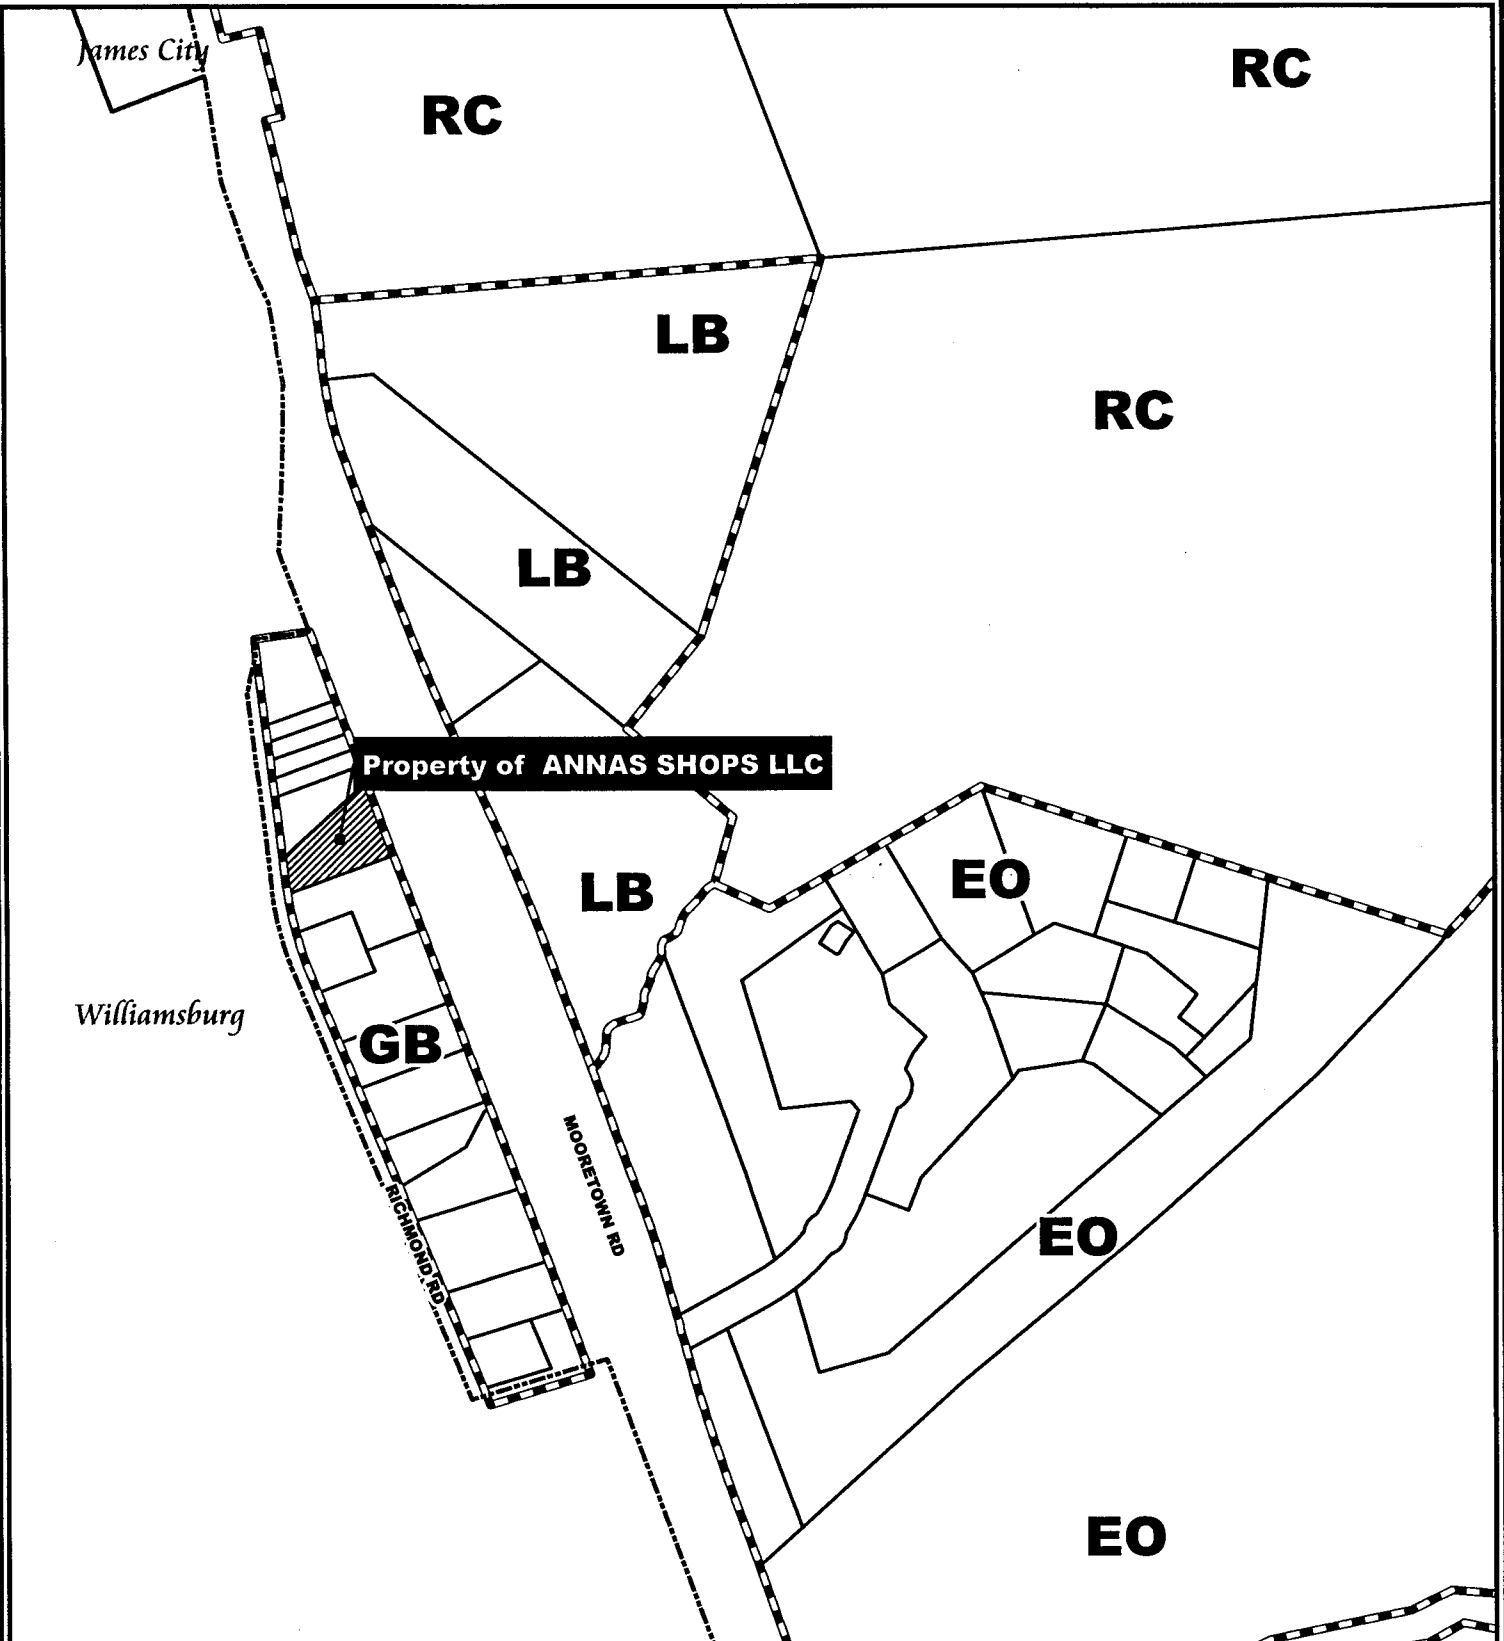 James City
RC
RC
LB
RC
LB
Property of ANNAS SHOPS LLC
LB
EO
Williamsburg
GB
MOORETOWN RD
RICHMOND RD
EO
EO